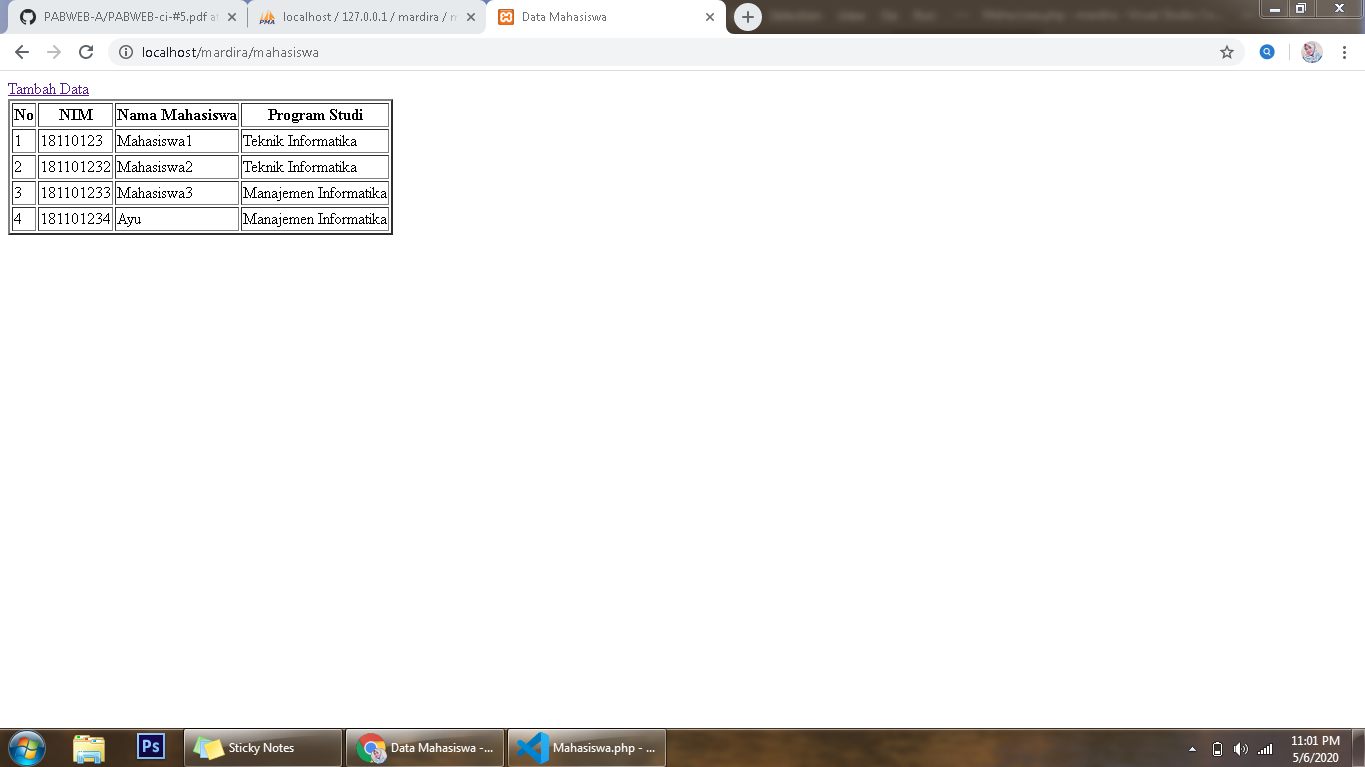 PABWEB-A/PABWEB-ci-#5.pdf at
localhost / 127.0.0.1 / mardira / m
Data Mahasiswa
localhost/mardira/mahasiswa
Tambah Data
No NIM Nama Mahasiswa Program Studi
1 18110123 Mahasiswa1 Teknik Informatika
2 181101232 Mahasiswa2 Teknik Informatika
3 181101233 Mahasiswa3 Manajemen Informatika
4 181101234 Ayu Manajemen Informatika
Ps
Sticky Notes
Data Mahasiswa -...
Mahasiswa.php - ...
11:01 PM
5/6/2020